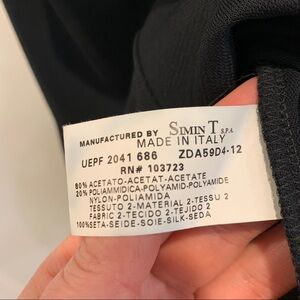 MANUFACTURED BY SIMIN T S.P.A.
MADE IN ITALY
UEPF 2041 686 ZDA59D4-12
RN# 103723
80% ACETATO-ACETAT-ACETATE
20% POLIAMMIDICA-POLYAMID-POLYAMIDE
NYLON-POLIAMIDA
TESSUTO 2-MATERIAL 2-TESSU 2
FABRIC 2-TECIDO 2-TEJIDO 2
100%SETA-SEIDE-SOIE-SILK-SEDA